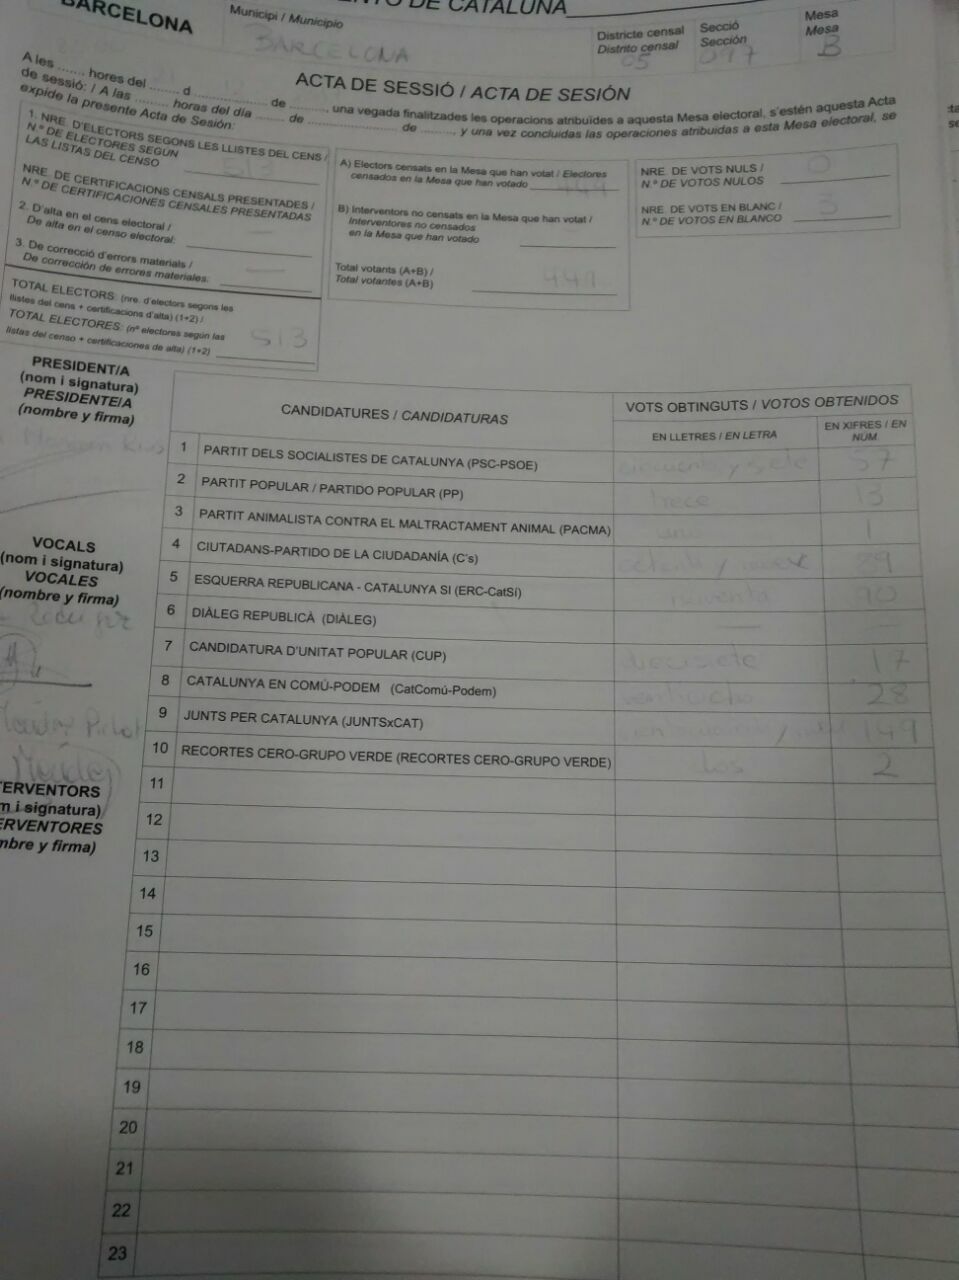 DE CATALUÑA
BARCELONA
Municipi / Municipio
BARCELONA
Districte censal
Distrito censal
05
Secció
Sección
097
Mesa
Mesa
B
ACTA DE SESSIÓ / ACTA DE SESIÓN
A les ....... hores del ........ d .................... de ........, una vegada finalitzades les operacions atribuïdes a aquesta Mesa electoral, s'estén aquesta Acta
de sessió: / A las ......... horas del día ....... de ........................ de ........, y una vez concluidas las operaciones atribuidas a esta Mesa electoral, se
expide la presente Acta de Sesión:
1. NRE. D'ELECTORS SEGONS LES LLISTES DEL CENS /
N.º DE ELECTORES SEGÚN
LAS LISTAS DEL CENSO
513
NRE. DE CERTIFICACIONS CENSALS PRESENTADES /
N.º DE CERTIFICACIONES CENSALES PRESENTADAS
2. D'alta en el cens electoral /
De alta en el censo electoral: —
3. De correcció d'errors materials /
De corrección de errores materiales: —
TOTAL ELECTORS: (nre. d'electors segons les
llistes del cens + certificacions d'alta) (1+2) /
TOTAL ELECTORES: (nº electores según las
listas del censo + certificaciones de alta) (1+2)
513
A) Electors censats en la Mesa que han votat / Electores
censados en la Mesa que han votado 449
B) Interventors no censats en la Mesa que han votat /
Interventores no censados
en la Mesa que han votado
Total votants (A+B) /
Total votantes (A+B) 449
NRE. DE VOTS NULS /
N.º DE VOTOS NULOS 0
NRE. DE VOTS EN BLANC /
N.º DE VOTOS EN BLANCO 3
PRESIDENT/A
(nom i signatura)
PRESIDENTE/A
(nombre y firma)
VOCALS
(nom i signatura)
VOCALES
(nombre y firma)
TERVENTORS
m i signatura)
ERVENTORES
mbre y firma)
CANDIDATURES / CANDIDATURAS
VOTS OBTINGUTS / VOTOS OBTENIDOS
EN LLETRES / EN LETRA
EN XIFRES / EN NÚM.
1 PARTIT DELS SOCIALISTES DE CATALUNYA (PSC-PSOE) cincuenta y siete 57
2 PARTIT POPULAR / PARTIDO POPULAR (PP) trece 13
3 PARTIT ANIMALISTA CONTRA EL MALTRACTAMENT ANIMAL (PACMA) uno 1
4 CIUTADANS-PARTIDO DE LA CIUDADANÍA (C's) ochenta y nueve 89
5 ESQUERRA REPUBLICANA - CATALUNYA SI (ERC-CatSí) noventa 90
6 DIÀLEG REPUBLICÀ (DIÀLEG) — —
7 CANDIDATURA D'UNITAT POPULAR (CUP) diecisiete 17
8 CATALUNYA EN COMÚ-PODEM (CatComú-Podem) veintiocho 28
9 JUNTS PER CATALUNYA (JUNTSxCAT) 149
10 RECORTES CERO-GRUPO VERDE (RECORTES CERO-GRUPO VERDE) dos 2
11
12
13
14
15
16
17
18
19
20
21
22
23